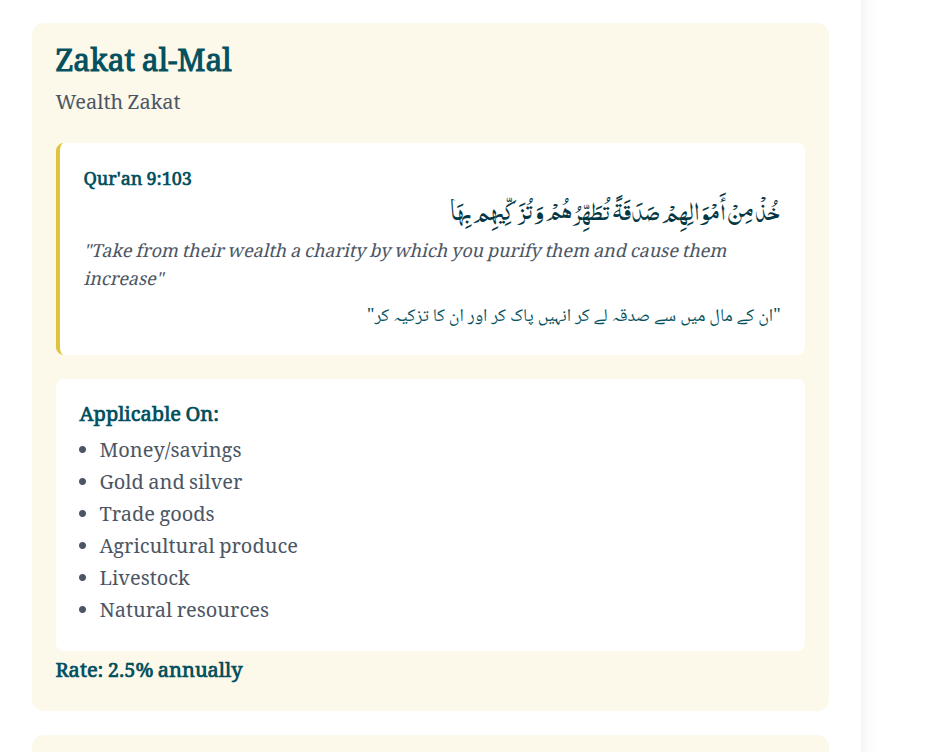 Zakat al-Mal
Wealth Zakat
Qur'an 9:103
خُذْ مِنْ أَمْوَالِهِمْ صَدَقَةً تُطَهِّرُهُمْ وَتُزَكِّيهِم بِهَا
"Take from their wealth a charity by which you purify them and cause them
increase"
"ان کے مال میں سے صدقہ لے کر انہیں پاک کر اور ان کا تزکیہ کر"
Applicable On:
Money/savings
Gold and silver
Trade goods
Agricultural produce
Livestock
Natural resources
Rate: 2.5% annually